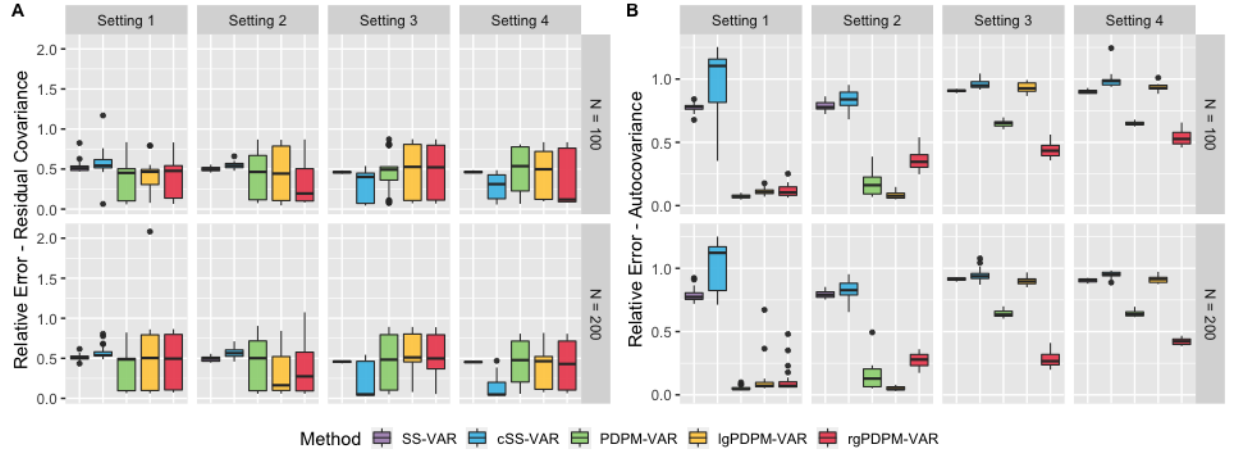 A
Setting 1 Setting 2 Setting 3 Setting 4
Relative Error - Residual Covariance
2.0
1.5
1.0
0.5
0.0
N = 100
2.0
1.5
1.0
0.5
0.0
N = 200
B
Setting 1 Setting 2 Setting 3 Setting 4
Relative Error - Autocovariance
1.0
0.5
0.0
N = 100
1.0
0.5
0.0
N = 200
Method SS-VAR cSS-VAR PDPM-VAR lgPDPM-VAR rgPDPM-VAR